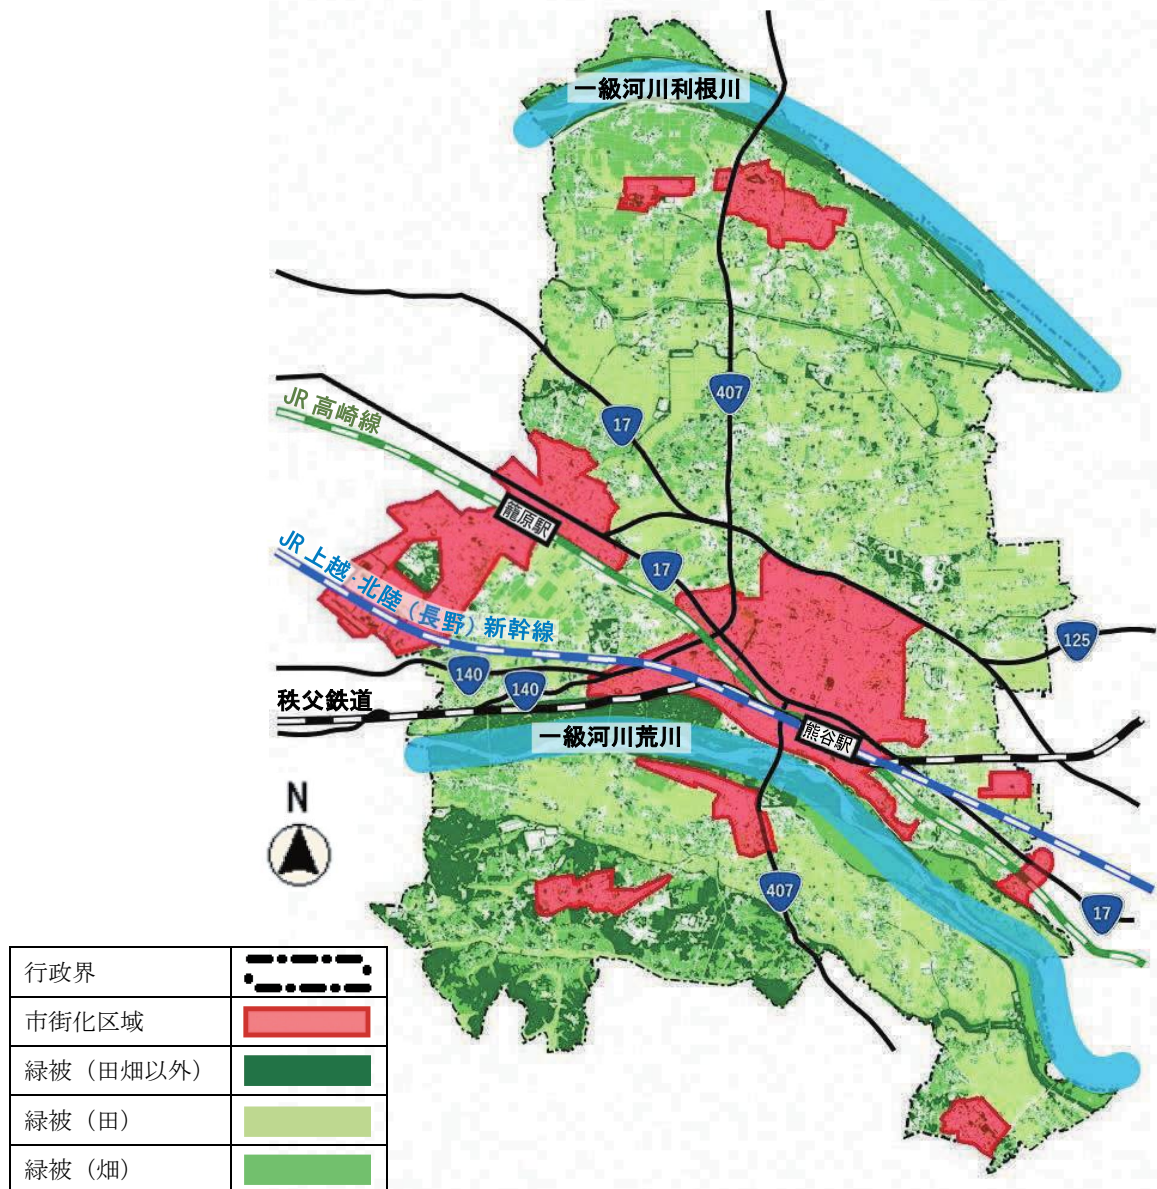 一級河川利根川
407
17
JR 高崎線
籠原駅
17
JR 上越・北陸（長野）新幹線
125
140
140
秩父鉄道
熊谷駅
一級河川荒川
N
407
17
行政界
市街化区域
緑被（田畑以外）
緑被（田）
緑被（畑）